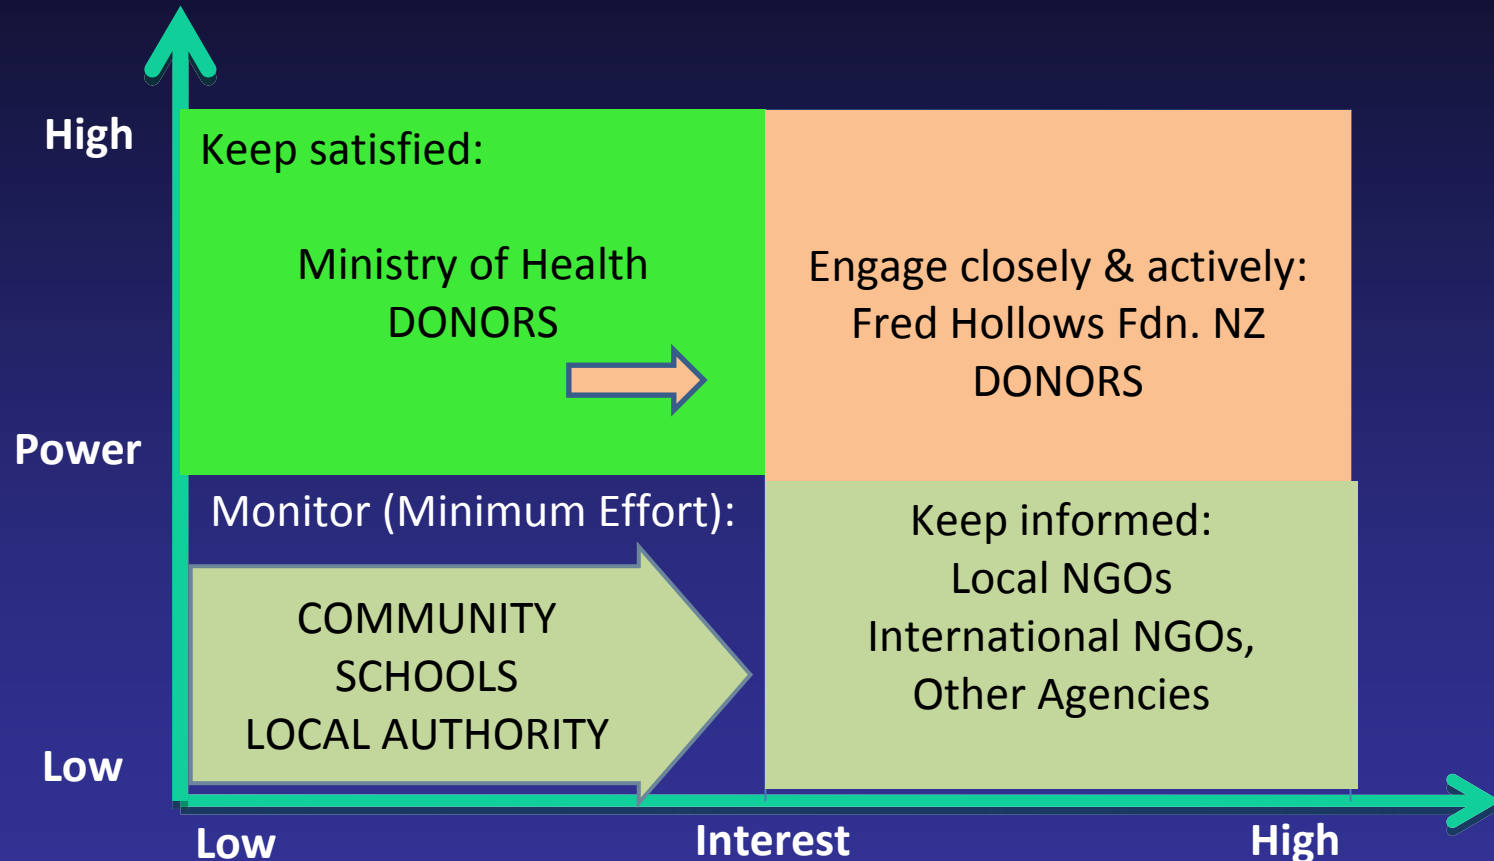 High
Keep satisfied:
Ministry of Health
DONORS
Engage closely & actively:
Fred Hollows Fdn. NZ
DONORS
Power
Monitor (Minimum Effort):
COMMUNITY
SCHOOLS
LOCAL AUTHORITY
Keep informed:
Local NGOs
International NGOs,
Other Agencies
Low
Low
Interest
High